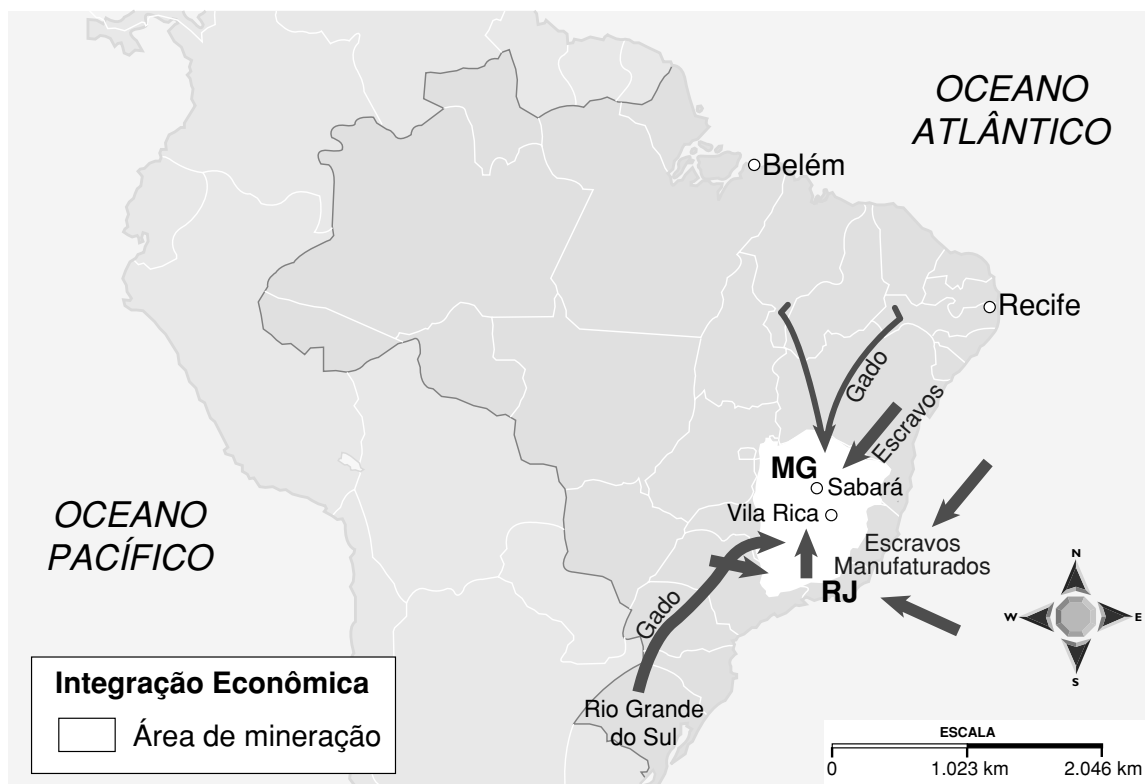 OCEANO
ATLÂNTICO
Belém
Recife
Gado
Escravos
MG
Sabará
Vila Rica
OCEANO
PACÍFICO
Escravos
Manufaturados
RJ
Gado
Rio Grande
do Sul
N
W
E
S
Integração Econômica
Área de mineração
ESCALA
0
1.023 km
2.046 km